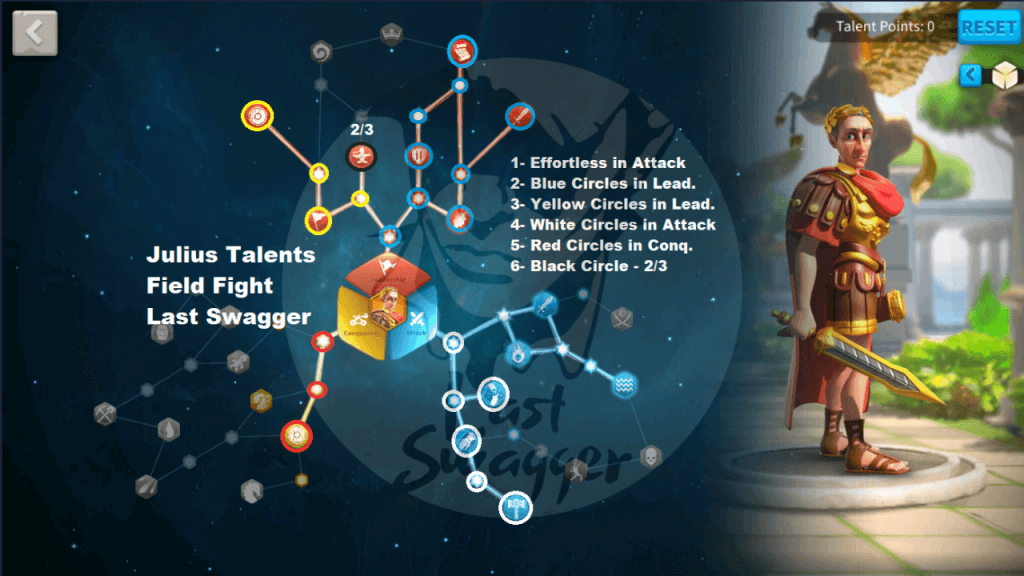 Talent Points: 0
RESET
2/3
1- Effortless in Attack
2- Blue Circles in Lead.
3- Yellow Circles in Lead.
4- White Circles in Attack
5- Red Circles in Conq.
6- Black Circle - 2/3
Julius Talents
Field Fight
Last Swagger
Attack
Last
Swagger